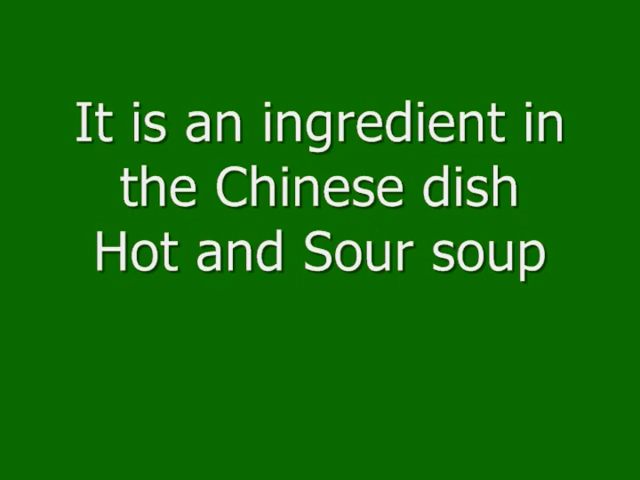 It is an ingredient in
the Chinese dish
Hot and Sour soup